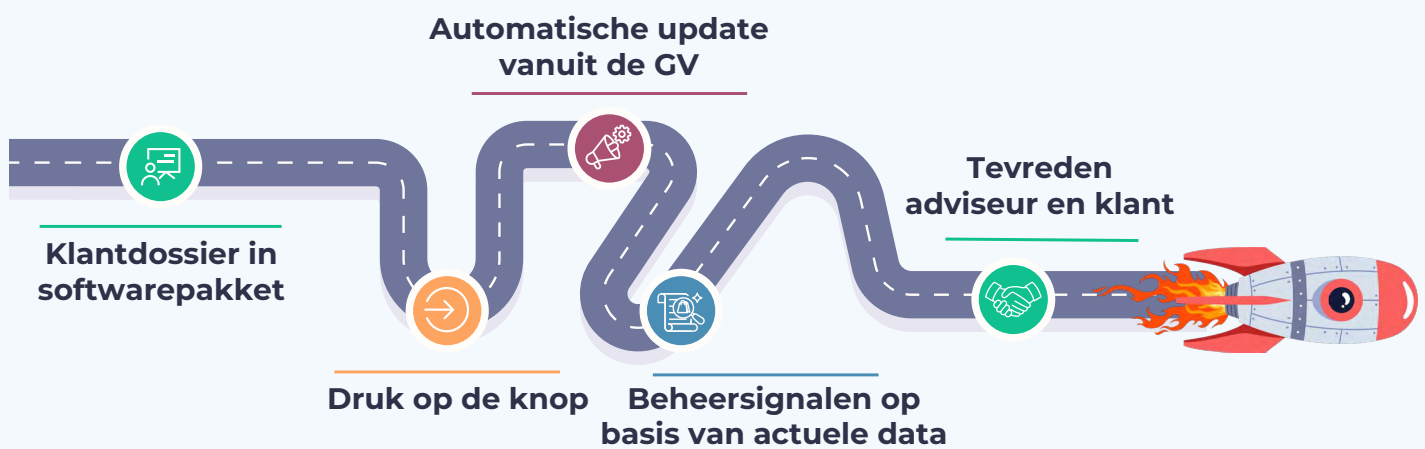 Automatische update
vanuit de GV
Klantdossier in
softwarepakket
Druk op de knop
Beheersignalen op
basis van actuele data
Tevreden
adviseur en klant